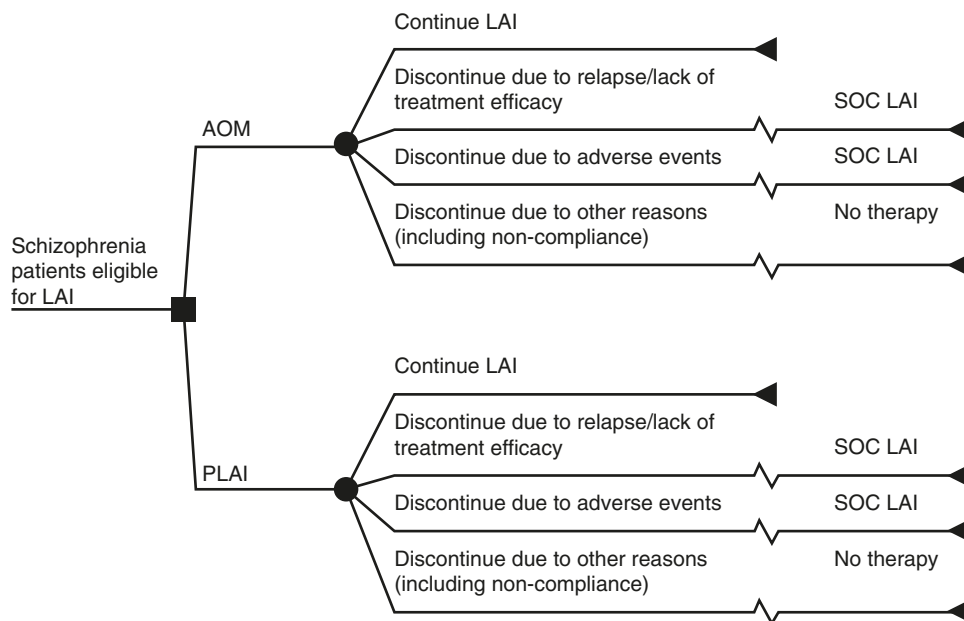 Continue LAI
Discontinue due to relapse/lack of
treatment efficacy
SOC LAI
AOM
Discontinue due to adverse events
SOC LAI
Discontinue due to other reasons
(including non-compliance)
No therapy
Schizophrenia
patients eligible
for LAI
Continue LAI
Discontinue due to relapse/lack of
treatment efficacy
SOC LAI
PLAI
Discontinue due to adverse events
SOC LAI
Discontinue due to other reasons
(including non-compliance)
No therapy